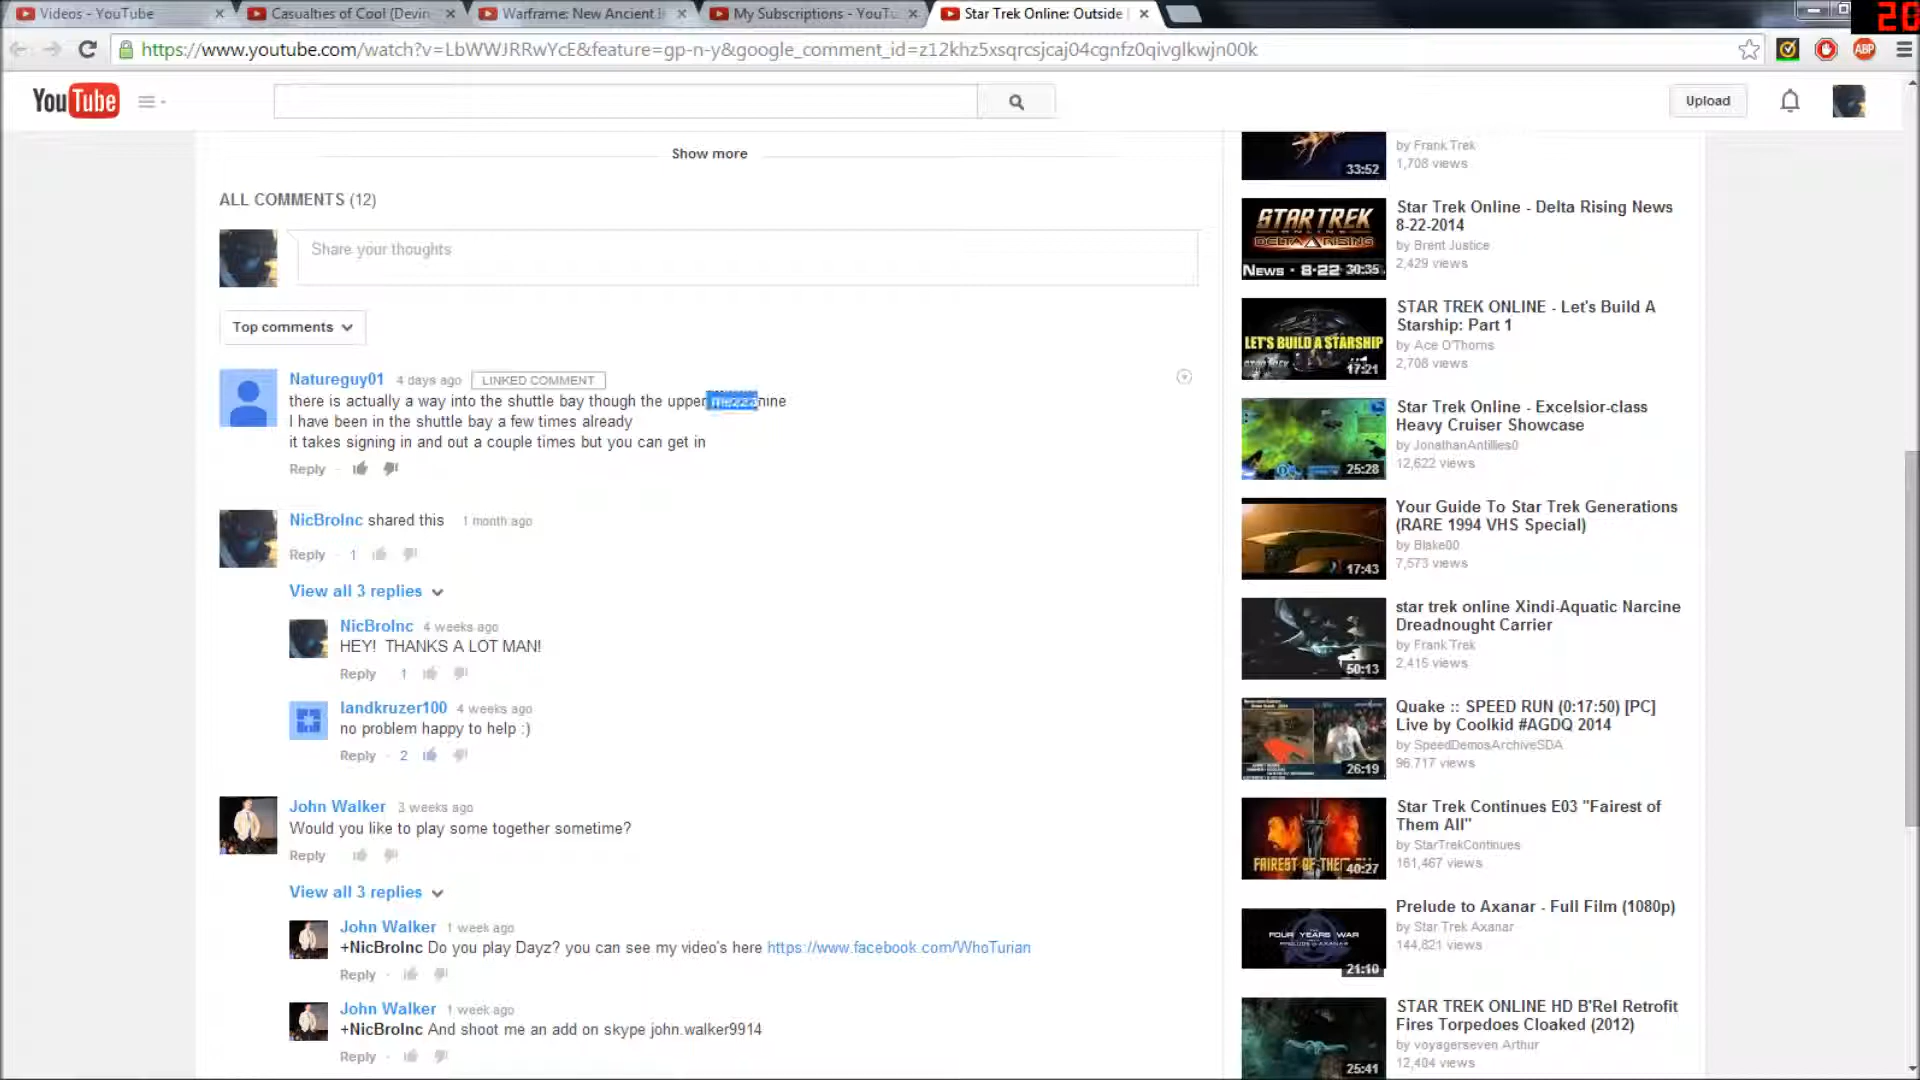 Videos - YouTube
Casualties of Cool (Devin
Warframe: New Ancient
My Subscriptions - YouTu
Star Trek Online: Outside
20
https://www.youtube.com/watch?v=LbWWJRRwYcE&feature=gp-n-y&google_comment_id=z12khz5xsqrcsjcaj04cgnfz0qivglkwjn00k
ABP
YouTube
Upload
Show more
ALL COMMENTS (12)
Share your thoughts
Top comments
Natureguy01 4 days ago LINKED COMMENT
there is actually a way into the shuttle bay though the upper mezzanine
I have been in the shuttle bay a few times already
it takes signing in and out a couple times but you can get in
Reply
NicBroInc shared this 1 month ago
Reply · 1
View all 3 replies
NicBroInc 4 weeks ago
HEY! THANKS A LOT MAN!
Reply 1
landkruzer100 4 weeks ago
no problem happy to help :)
Reply · 2
John Walker 3 weeks ago
Would you like to play some together sometime?
Reply
View all 3 replies
John Walker 1 week ago
+NicBroInc Do you play Dayz? you can see my video's here https://www.facebook.com/WhoTurian
Reply ·
John Walker 1 week ago
+NicBroInc And shoot me an add on skype john.walker9914
Reply ·
33:52
by Frank Trek
1,708 views
STAR TREK
ONLINE
DELTA RISING
News · 8-22 30:35
Star Trek Online - Delta Rising News
8-22-2014
by Brent Justice
2,429 views
LET'S BUILD A STARSHIP
STAR TREK
17:21
STAR TREK ONLINE - Let's Build A
Starship: Part 1
by Ace O'Thorns
2,708 views
25:28
Star Trek Online - Excelsior-class
Heavy Cruiser Showcase
by JonathanAntillies0
12,622 views
17:43
Your Guide To Star Trek Generations
(RARE 1994 VHS Special)
by Blake00
7,573 views
50:13
star trek online Xindi-Aquatic Narcine
Dreadnought Carrier
by Frank Trek
2,415 views
26:19
Quake :: SPEED RUN (0:17:50) [PC]
Live by Coolkid #AGDQ 2014
by SpeedDemosArchiveSDA
96,717 views
FAIREST OF THE
40:27
Star Trek Continues E03 "Fairest of
Them All"
by StarTrekContinues
161,467 views
FOUR YEARS WAR
PRELUDE TO AXANAR
21:10
Prelude to Axanar - Full Film (1080p)
by Star Trek Axanar
144,821 views
25:41
STAR TREK ONLINE HD B'Rel Retrofit
Fires Torpedoes Cloaked (2012)
by voyagerseven Arthur
12,404 views